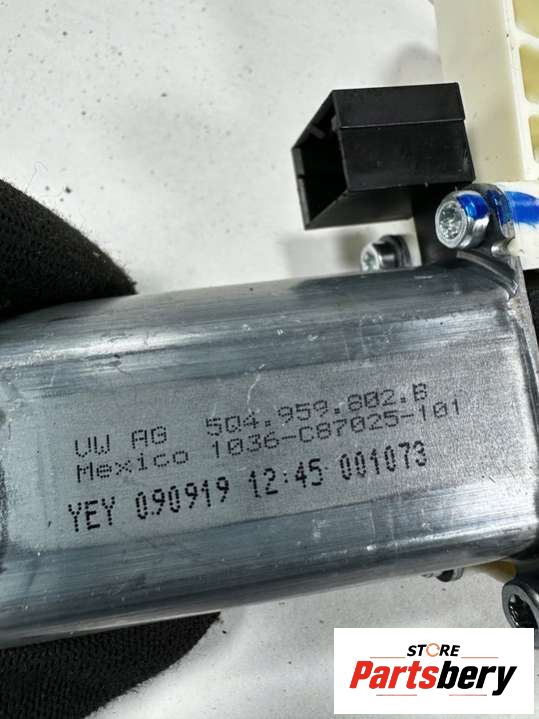 VW AG 5Q4.959.802.B
Mexico 1036-C87025-101
YEY 090919 12:45 001073
STORE
Partsbery